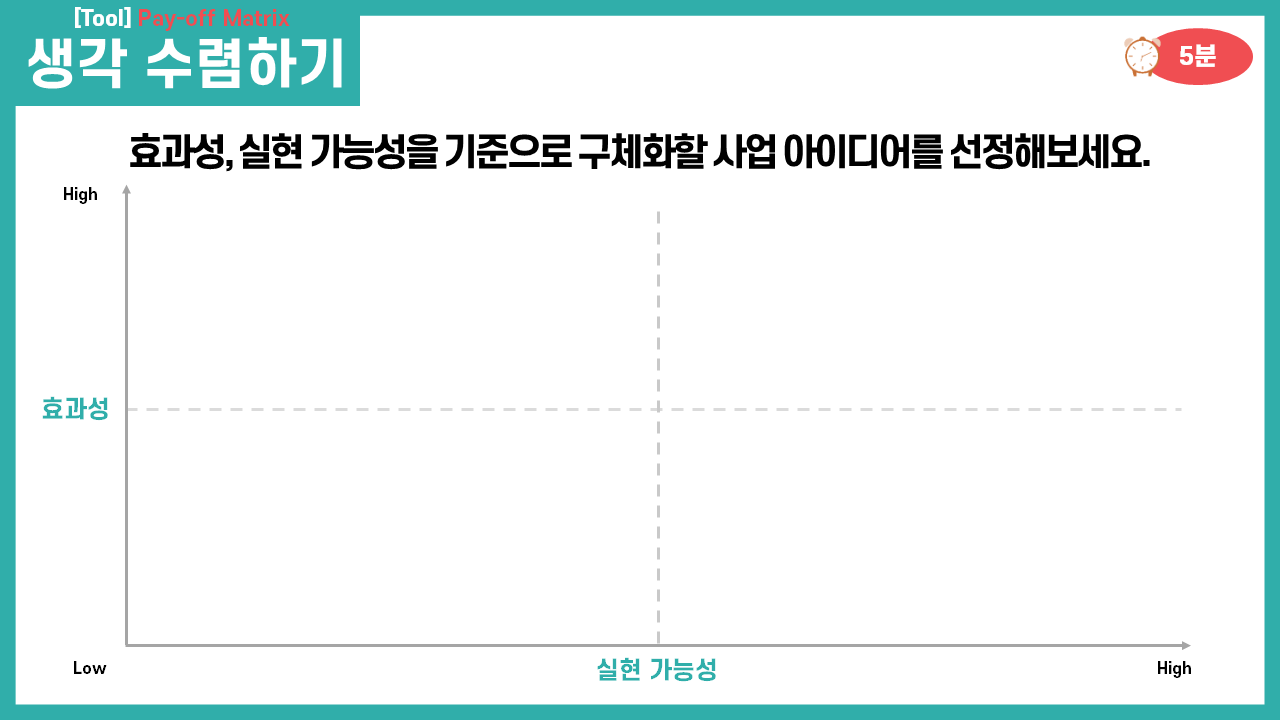 [Tool] Pay-off Matrix
생각 수렴하기
5분
효과성, 실현 가능성을 기준으로 구체화할 사업 아이디어를 선정해보세요.
High
효과성
Low
실현 가능성
High